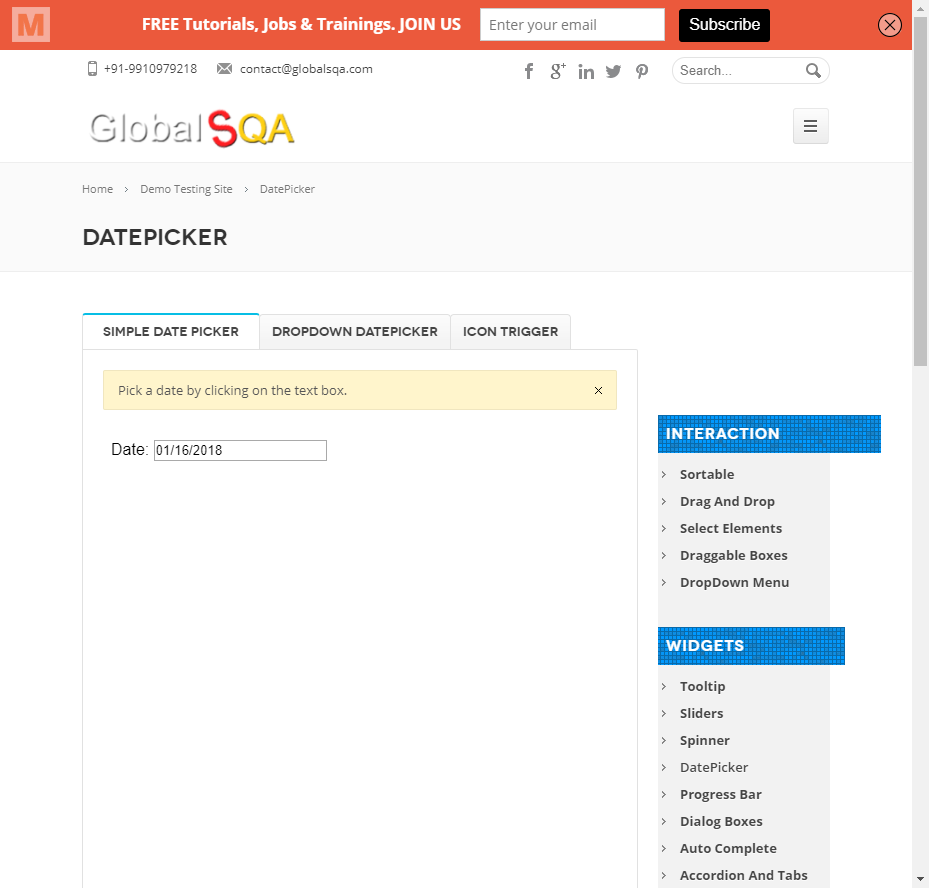 M FREE Tutorials, Jobs & Trainings. JOIN US Enter your email Subscribe
+91-9910979218 contact@globalsqa.com Search...
GlobalSQA
Home > Demo Testing Site > DatePicker
DATEPICKER
SIMPLE DATE PICKER DROPDOWN DATEPICKER ICON TRIGGER
Pick a date by clicking on the text box.
Date: 01/16/2018
INTERACTION
Sortable
Drag And Drop
Select Elements
Draggable Boxes
DropDown Menu
WIDGETS
Tooltip
Sliders
Spinner
DatePicker
Progress Bar
Dialog Boxes
Auto Complete
Accordion And Tabs